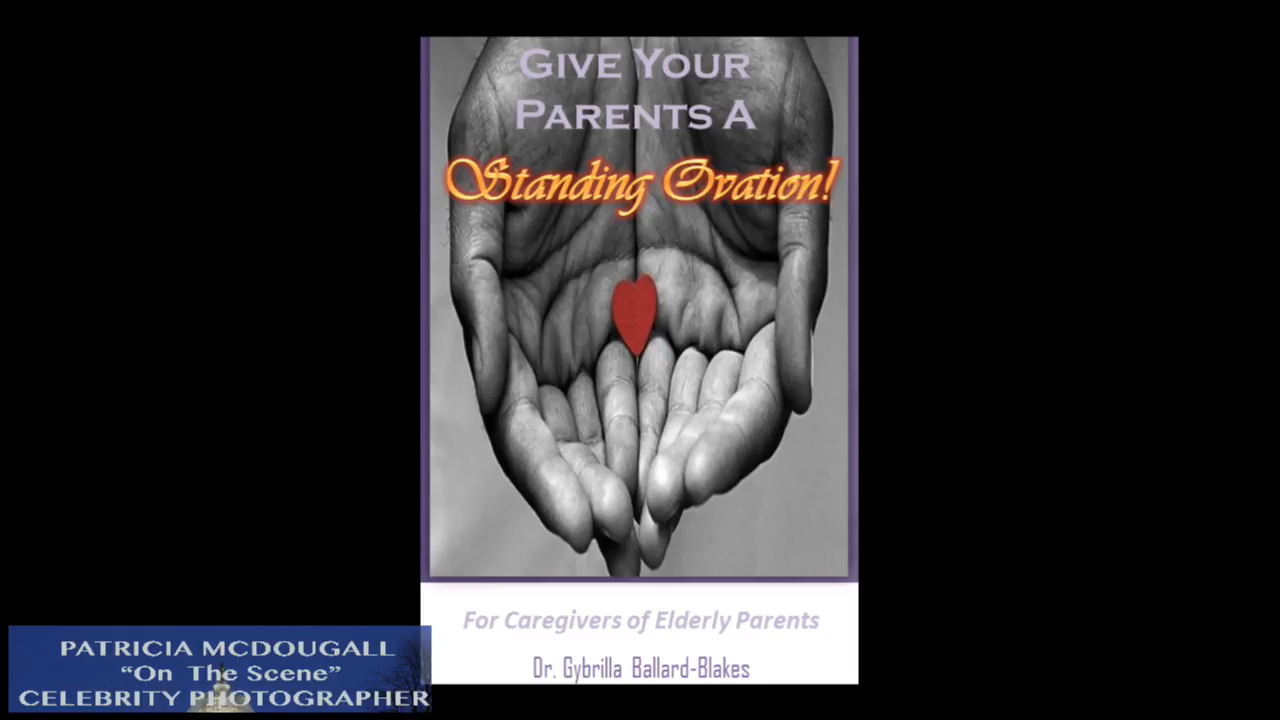 GIVE YOUR
PARENTS A
Standing Ovation!
For Caregivers of Elderly Parents
Dr. Gybrilla Ballard-Blakes
PATRICIA MCDOUGALL
“On The Scene”
CELEBRITY PHOTOGRAPHER